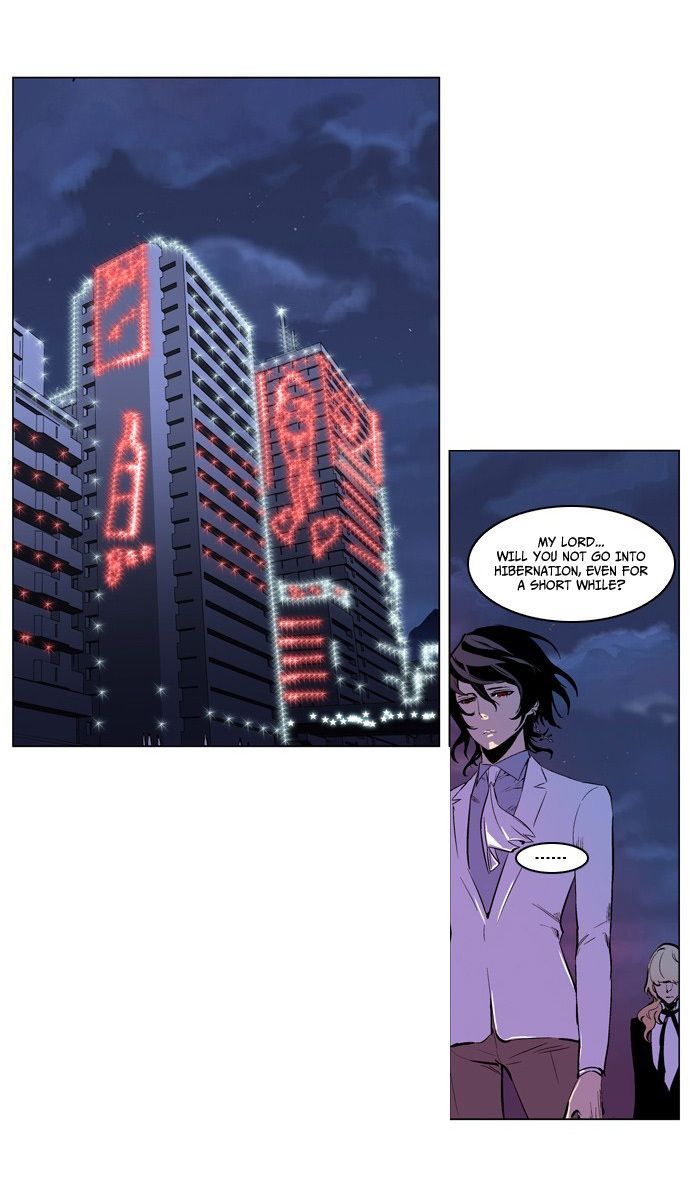 MY LORD...
WILL YOU NOT GO INTO
HIBERNATION, EVEN FOR
A SHORT WHILE?
------